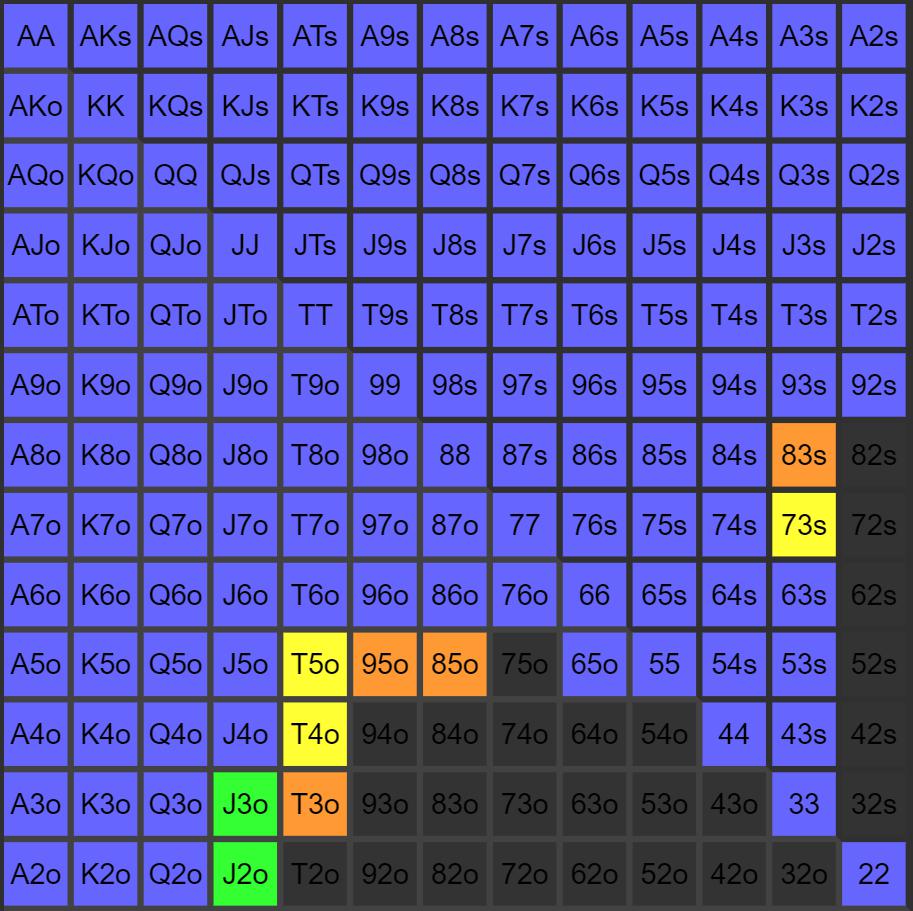 AA AKs AQs AJs ATs A9s A8s A7s A6s A5s A4s A3s A2s
AKo KK KQs KJs KTs K9s K8s K7s K6s K5s K4s K3s K2s
AQo KQo QQ QJs QTs Q9s Q8s Q7s Q6s Q5s Q4s Q3s Q2s
AJo KJo QJo JJ JTs J9s J8s J7s J6s J5s J4s J3s J2s
ATo KTo QTo JTo TT T9s T8s T7s T6s T5s T4s T3s T2s
A9o K9o Q9o J9o T9o 99 98s 97s 96s 95s 94s 93s 92s
A8o K8o Q8o J8o T8o 98o 88 87s 86s 85s 84s 83s 82s
A7o K7o Q7o J7o T7o 97o 87o 77 76s 75s 74s 73s 72s
A6o K6o Q6o J6o T6o 96o 86o 76o 66 65s 64s 63s 62s
A5o K5o Q5o J5o T5o 95o 85o 75o 65o 55 54s 53s 52s
A4o K4o Q4o J4o T4o 94o 84o 74o 64o 54o 44 43s 42s
A3o K3o Q3o J3o T3o 93o 83o 73o 63o 53o 43o 33 32s
A2o K2o Q2o J2o T2o 92o 82o 72o 62o 52o 42o 32o 22